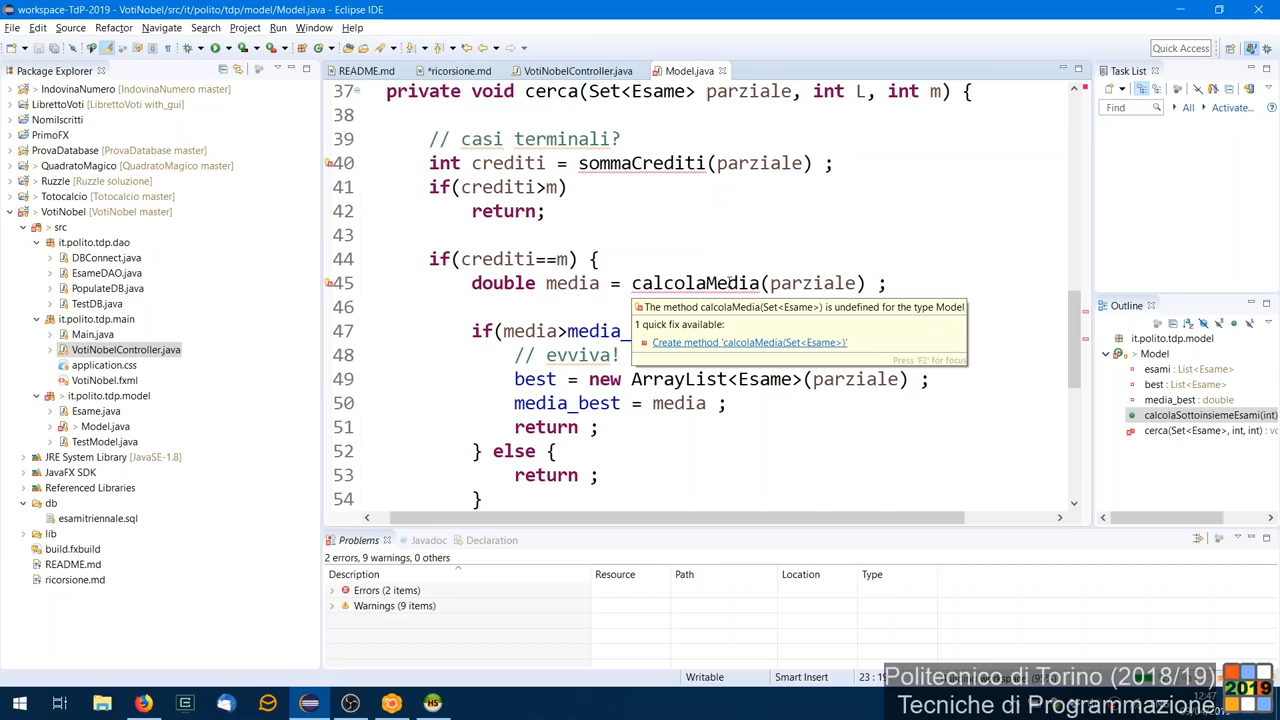 workspace-TdP-2019 - VotiNobel/src/it/polito/tdp/model/Model.java - Eclipse IDE
File Edit Source Refactor Navigate Search Project Run Window Help
Quick Access
Package Explorer
README.md *ricorsione.md VotiNobelController.java Model.java
Task List
Find All Activate...
IndovinaNumero (IndovinaNumero master)
LibrettoVoti (LibrettoVoti with_gui)
NomiIscritti
PrimoFX
ProvaDatabase (ProvaDatabase master)
> QuadratoMagico (QuadratoMagico master)
> Ruzzle (Ruzzle soluzione)
> Totocalcio (Totocalcio master)
> VotiNobel (VotiNobel master)
> src
it.polito.tdp.dao
DBConnect.java
EsameDAO.java
PopulateDB.java
TestDB.java
it.polito.tdp.main
Main.java
VotiNobelController.java
application.css
VotiNobel.fxml
> it.polito.tdp.model
Esame.java
> Model.java
TestModel.java
JRE System Library [JavaSE-1.8]
JavaFX SDK
Referenced Libraries
db
esamitriennale.sql
lib
build.fxbuild
README.md
ricorsione.md
37 private void cerca(Set<Esame> parziale, int L, int m) {
38
39 // casi terminali?
40 int crediti = sommaCrediti(parziale) ;
41 if(crediti>m)
42 return;
43
44 if(crediti==m) {
45 double media = calcolaMedia(parziale) ;
46
47 if(media>media_
48 // evviva!
49 best = new ArrayList<Esame>(parziale) ;
50 media_best = media ;
51 return ;
52 } else {
53 return ;
54 }
The method calcolaMedia(Set<Esame>) is undefined for the type Model
1 quick fix available:
Create method 'calcolaMedia(Set<Esame>)'
Press 'F2' for focus
Outline
it.polito.tdp.model
Model
esami : List<Esame>
best : List<Esame>
media_best : double
calcolaSottoinsiemeEsami(int)
cerca(Set<Esame>, int, int) : vo
Problems Javadoc Declaration
2 errors, 9 warnings, 0 others
Description Resource Path Location Type
Errors (2 items)
Warnings (9 items)
Writable Smart Insert 23 : 19
Politecnico di Torino (2018/19)
Tecniche di Programmazione
2019
12:47